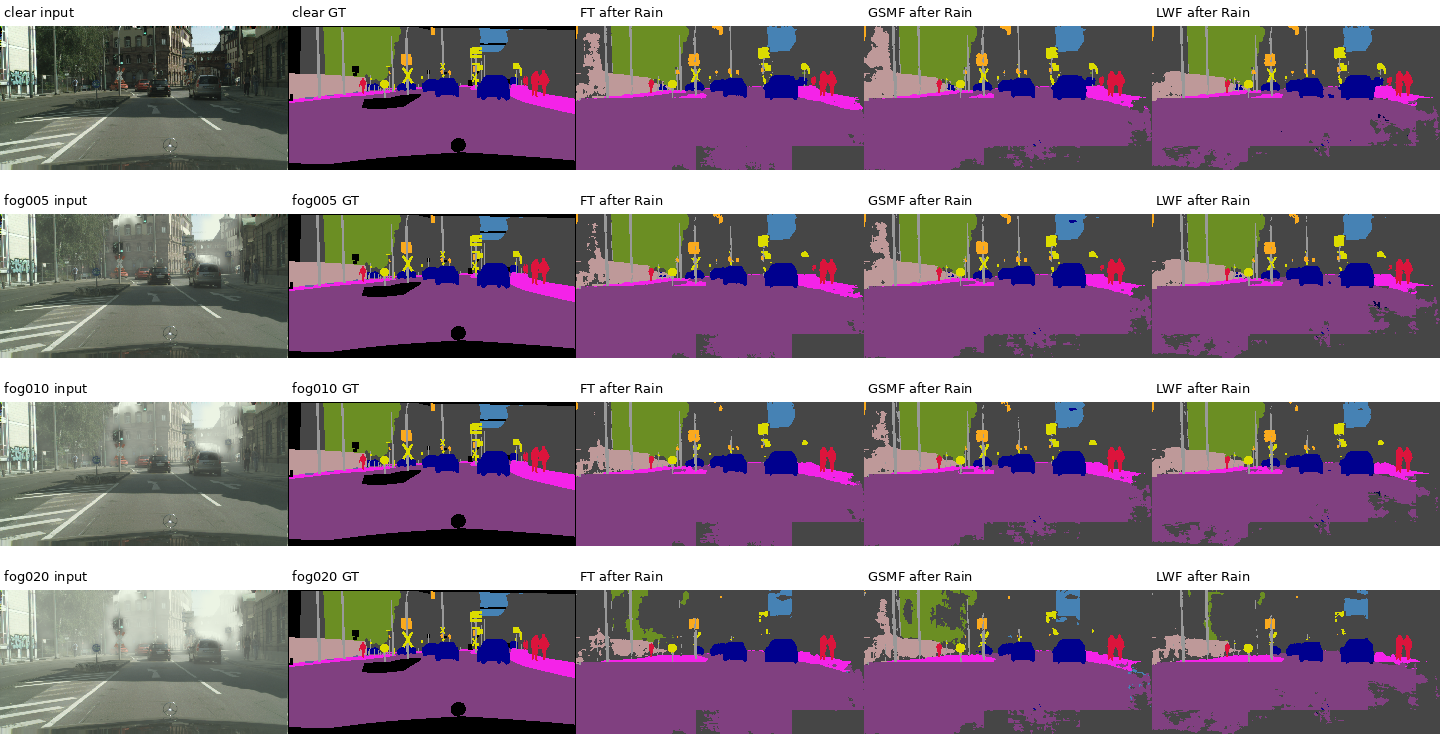 clear input
clear GT
FT after Rain
GSMF after Rain
LWF after Rain
fog005 input
fog005 GT
FT after Rain
GSMF after Rain
LWF after Rain
fog010 input
fog010 GT
FT after Rain
GSMF after Rain
LWF after Rain
fog020 input
fog020 GT
FT after Rain
GSMF after Rain
LWF after Rain